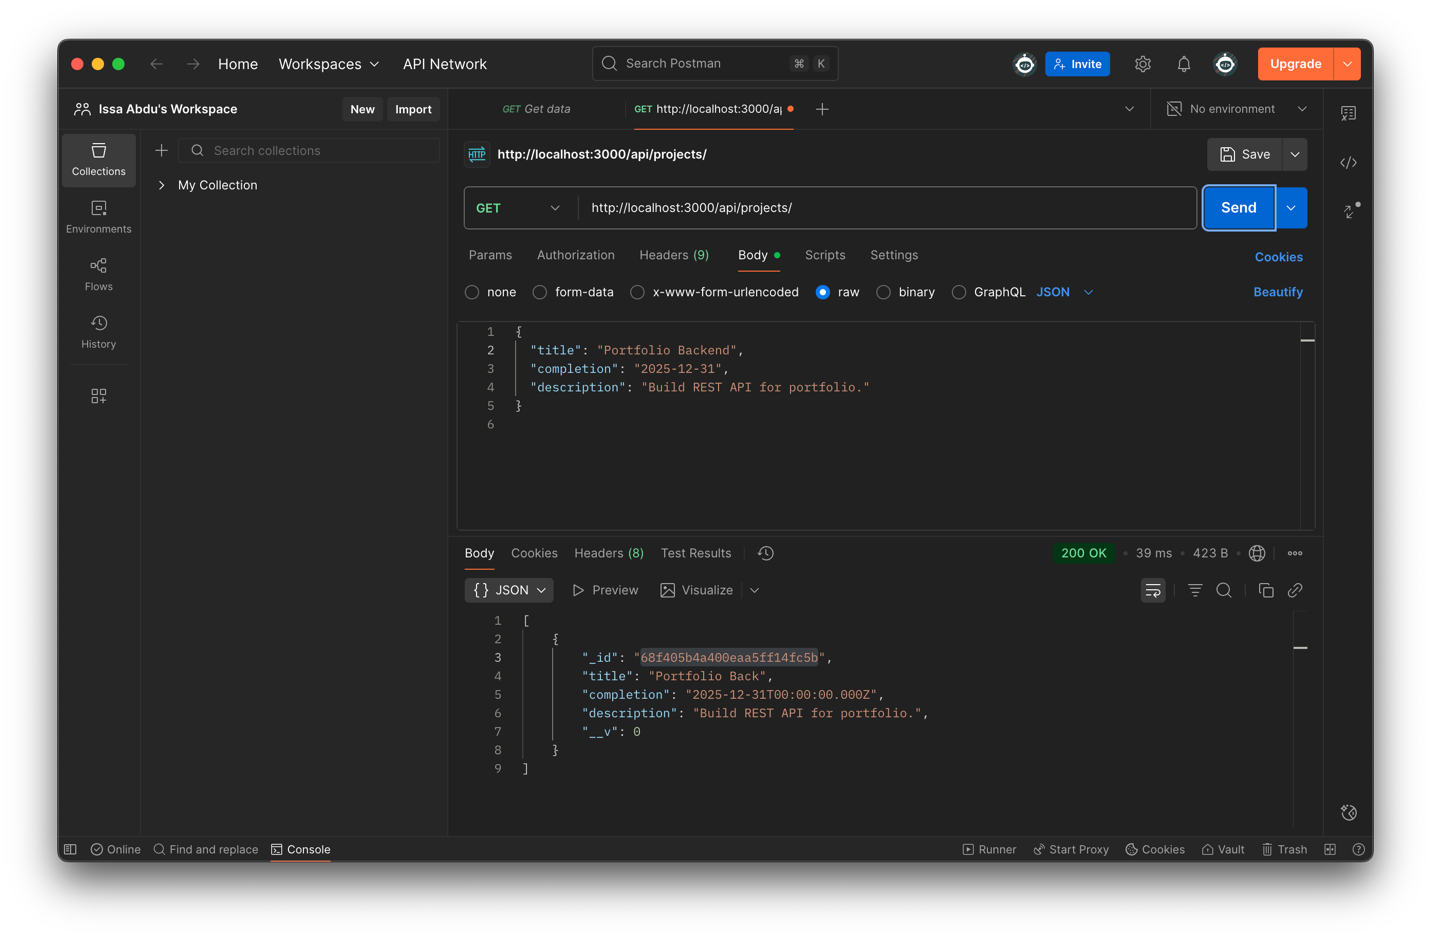 Home
Workspaces
API Network
Search Postman
⌘
K
Invite
Upgrade
Issa Abdu's Workspace
New
Import
GET Get data
GET http://localhost:3000/a
No environment
Collections
Search collections
My Collection
Environments
Flows
History
HTTP
http://localhost:3000/api/projects/
Save
GET
http://localhost:3000/api/projects/
Send
Params
Authorization
Headers (9)
Body
Scripts
Settings
Cookies
none
form-data
x-www-form-urlencoded
raw
binary
GraphQL
JSON
Beautify
1 {
2 "title": "Portfolio Backend",
3 "completion": "2025-12-31",
4 "description": "Build REST API for portfolio."
5 }
6
Body
Cookies
Headers (8)
Test Results
200 OK
39 ms
423 B
{} JSON
Preview
Visualize
1 [
2 {
3 "_id": "68f405b4a400eaa5ff14fc5b",
4 "title": "Portfolio Back",
5 "completion": "2025-12-31T00:00:00.000Z",
6 "description": "Build REST API for portfolio.",
7 "__v": 0
8 }
9 ]
Online
Find and replace
Console
Runner
Start Proxy
Cookies
Vault
Trash